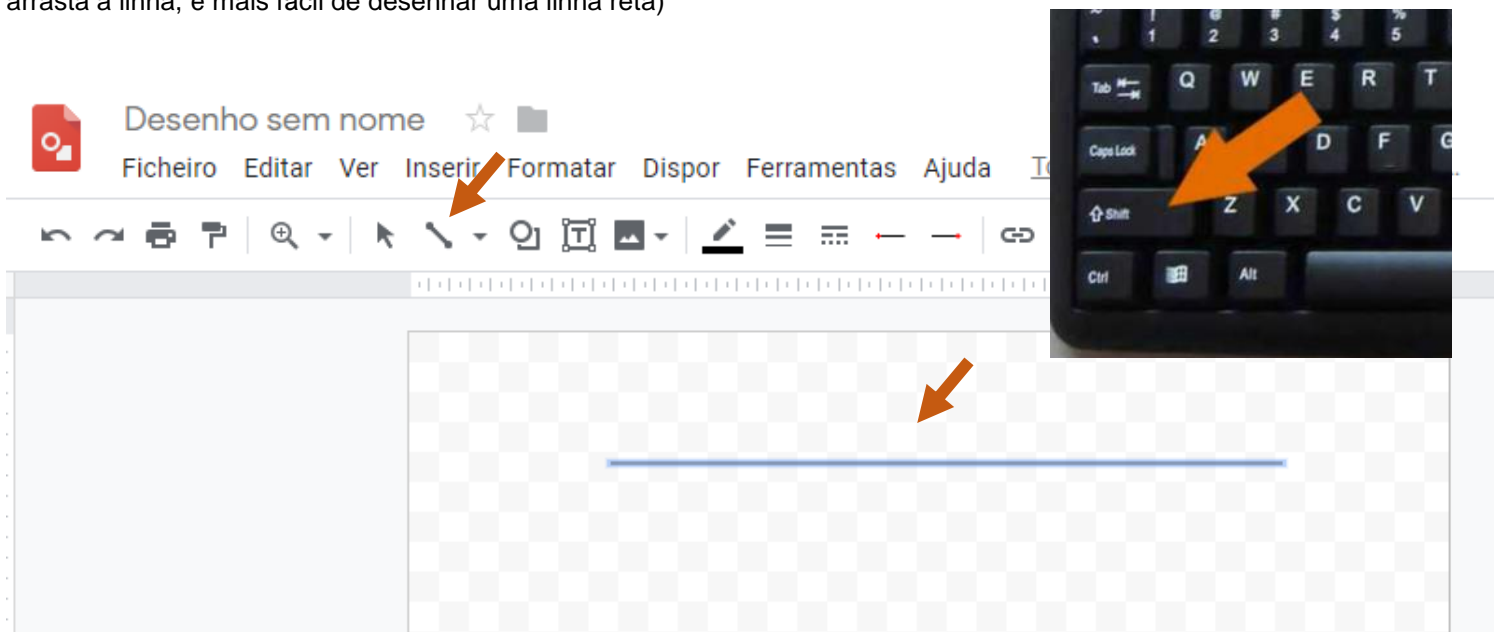 arrasta a linha, é mais fácil de desenhar uma linha reta)
Desenho sem nome
Ficheiro Editar Ver Inserir Formatar Dispor Ferramentas Ajuda
~ ! @ # $ %
1 2 3 4 5
Tab Q W E R T
Caps Lock A D F G
Shift Z X C V
Ctrl Alt